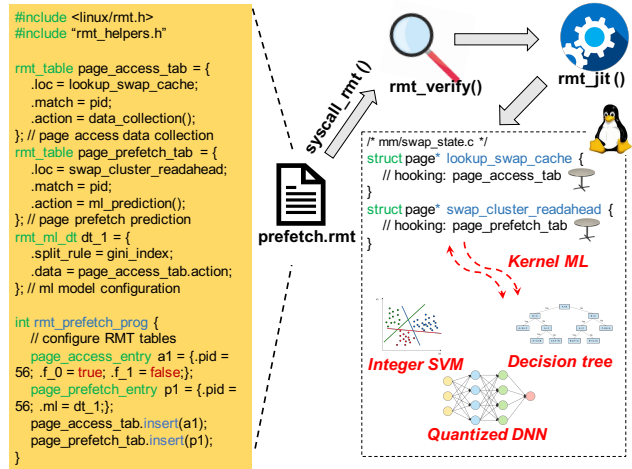 #include <linux/rmt.h>
#include “rmt_helpers.h”
rmt_table page_access_tab = {
.loc = lookup_swap_cache;
.match = pid;
.action = data_collection();
}; // page access data collection
rmt_table page_prefetch_tab = {
.loc = swap_cluster_readahead;
.match = pid;
.action = ml_prediction();
}; // page prefetch prediction
rmt_ml_dt dt_1 = {
.split_rule = gini_index;
.data = page_access_tab.action;
}; // ml model configuration
int rmt_prefetch_prog {
// configure RMT tables
page_access_entry a1 = {.pid =
56; .f_0 = true; .f_1 = false;};
page_prefetch_entry p1 = {.pid =
56; .ml = dt_1;};
page_access_tab.insert(a1);
page_prefetch_tab.insert(p1);
}
prefetch.rmt
syscall_rmt ()
rmt_verify()
rmt_jit ()
/* mm/swap_state.c */
struct page* lookup_swap_cache {
// hooking: page_access_tab
}
struct page* swap_cluster_readahead {
// hooking: page_prefetch_tab
}
Kernel ML
Integer SVM
Decision tree
Quantized DNN